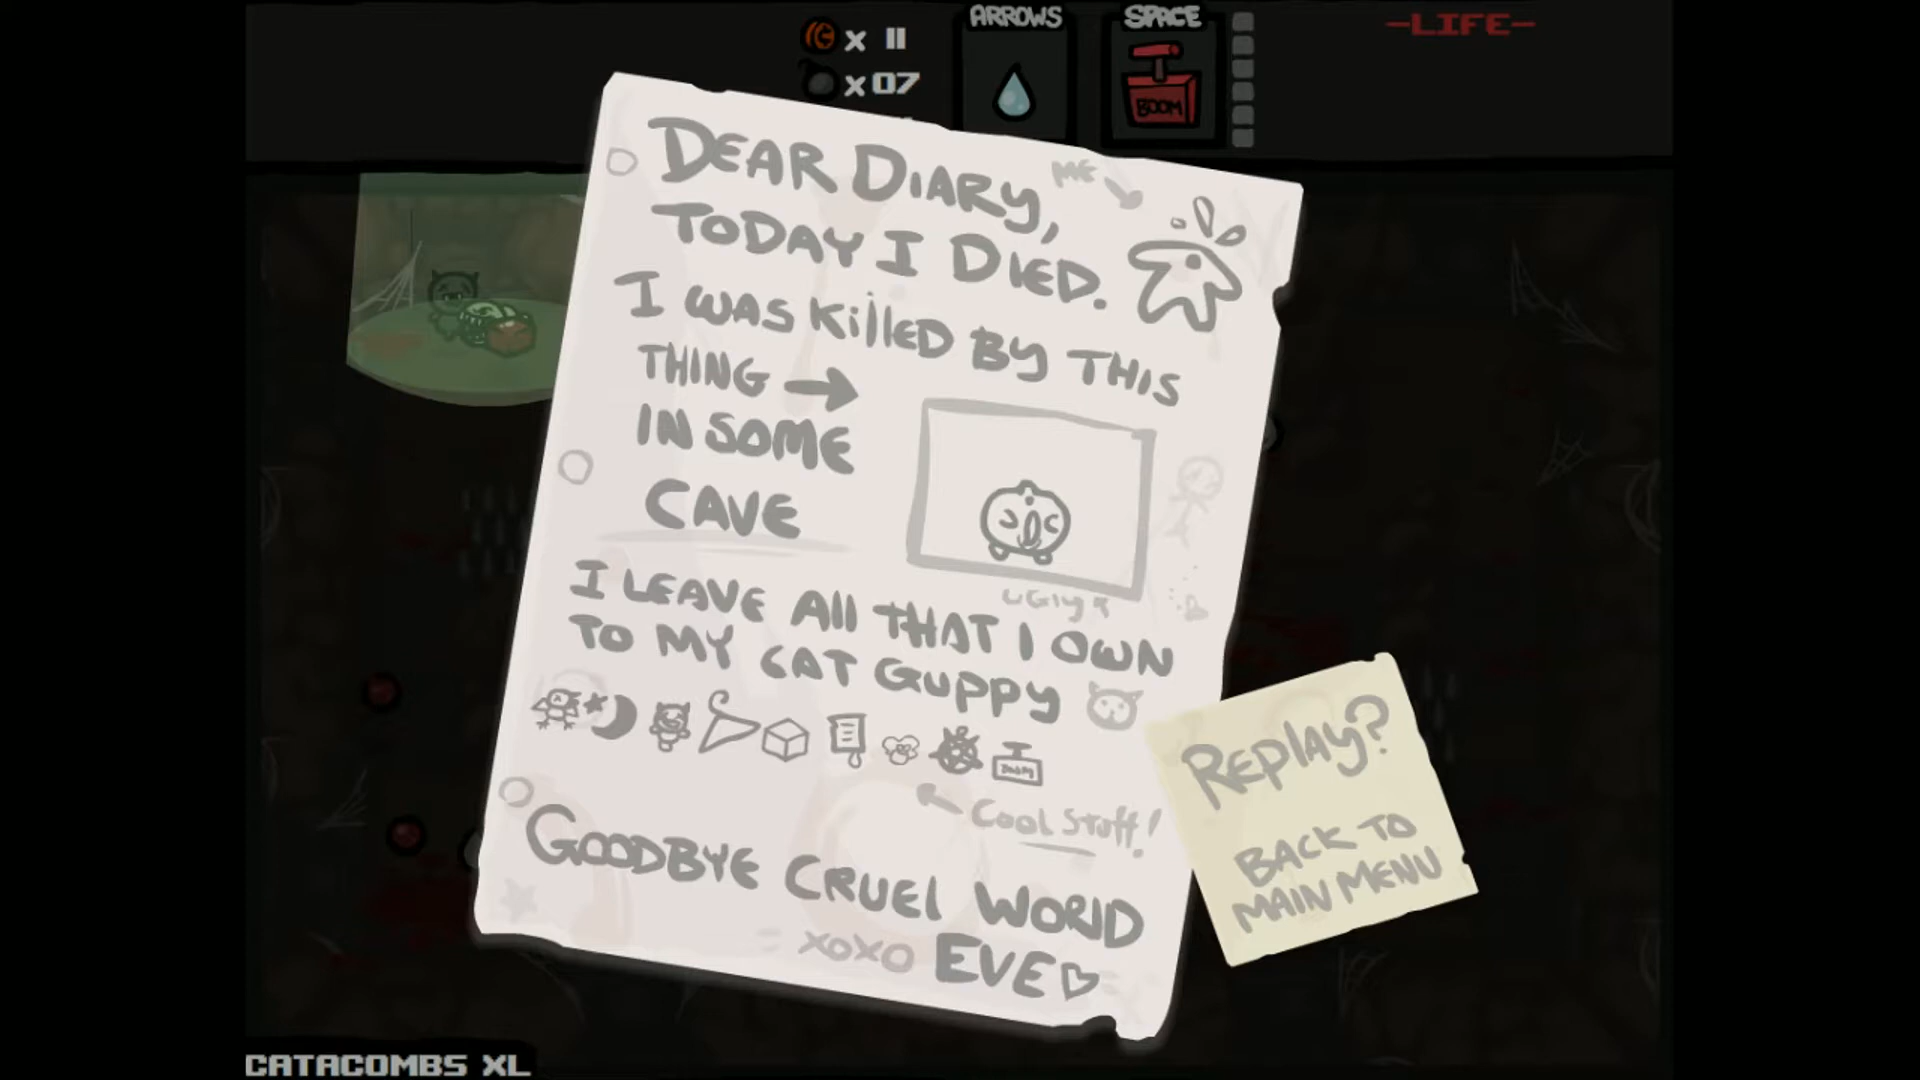 ARROWS
SPACE
-LIFE-
x 11
x 07
BOOM
DEAR DIARY,
ME
TODAY I DIED.
I WAS KillED BY THIS
THING →
IN SOME
CAVE
UGly
I LEAVE All THAT I OWN
TO MY CAT GUPPY
Cool Stuff!
GOODBYE CRUEl WORlD
XOXO EVE
REPlAY?
BACK TO
MAIN MENU
CATACOMBS XL